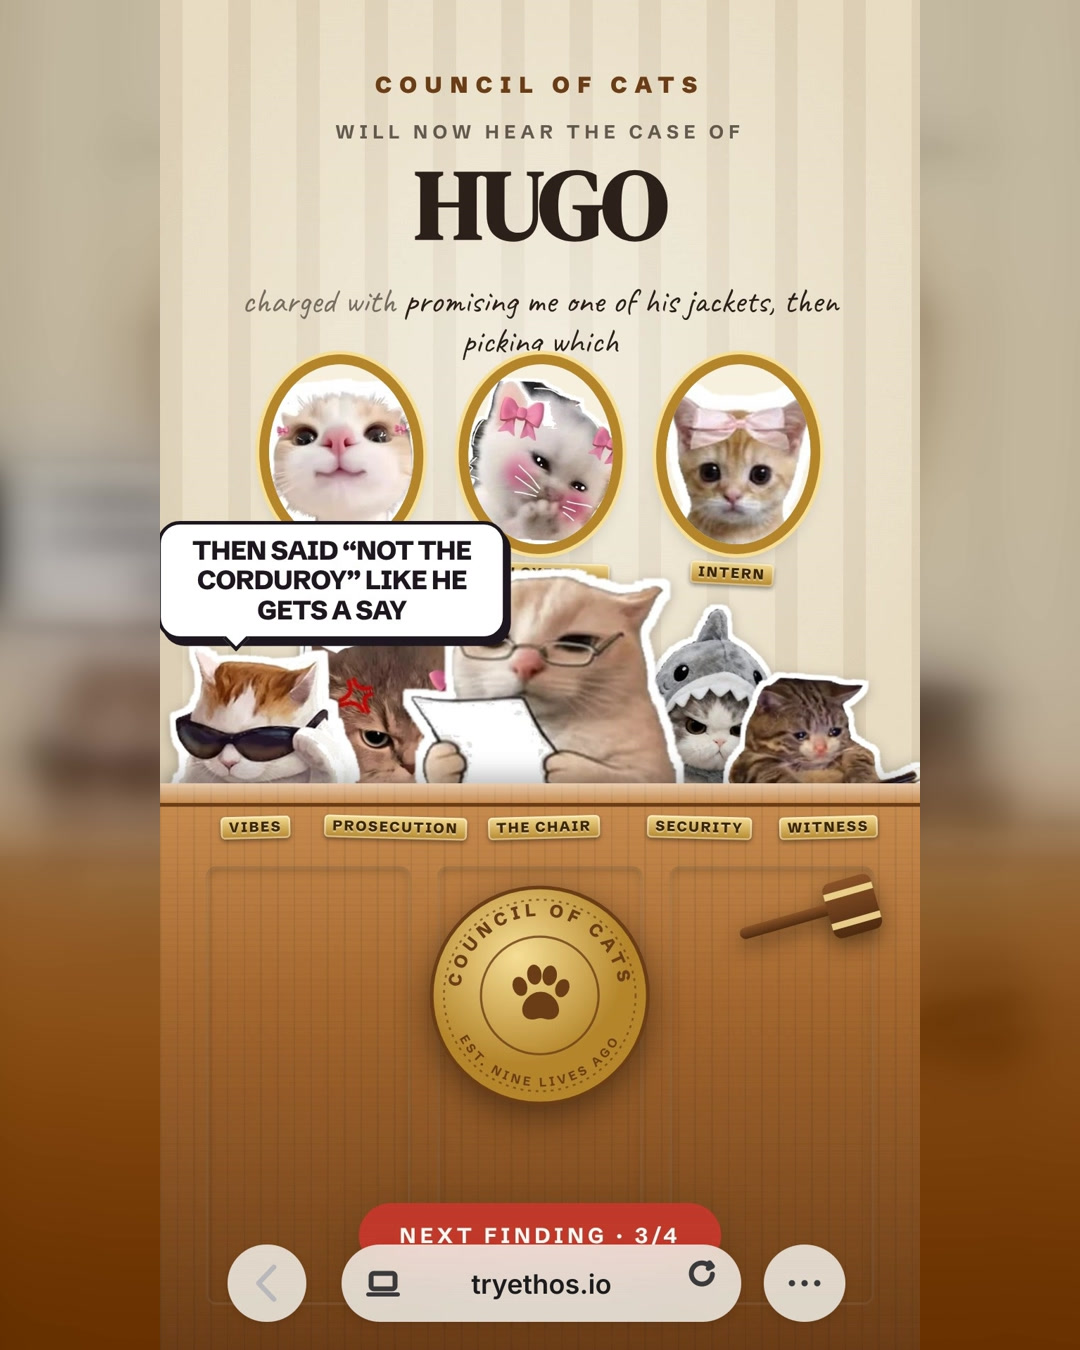 COUNCIL OF CATS
WILL NOW HEAR THE CASE OF
HUGO
charged with promising me one of his jackets, then
picking which
THEN SAID “NOT THE
CORDUROY” LIKE HE
GETS A SAY
INTERN
VIBES
PROSECUTION
THE CHAIR
SECURITY
WITNESS
COUNCIL OF CATS
EST. NINE LIVES AGO
NEXT FINDING · 3/4
tryethos.io